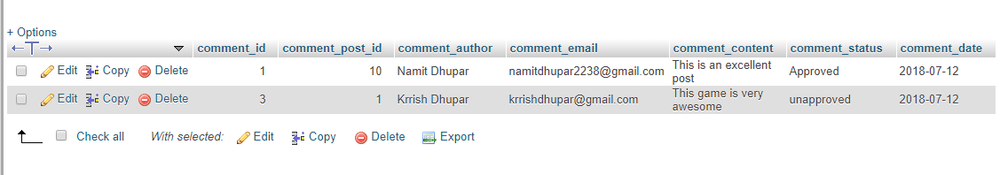 + Options
comment_id comment_post_id comment_author comment_email comment_content comment_status comment_date
Edit Copy Delete 1 10 Namit Dhupar namitdhupar2238@gmail.com This is an excellent post Approved 2018-07-12
Edit Copy Delete 3 1 Krrish Dhupar krrishdhupar@gmail.com This game is very awesome unapproved 2018-07-12
Check all With selected: Edit Copy Delete Export